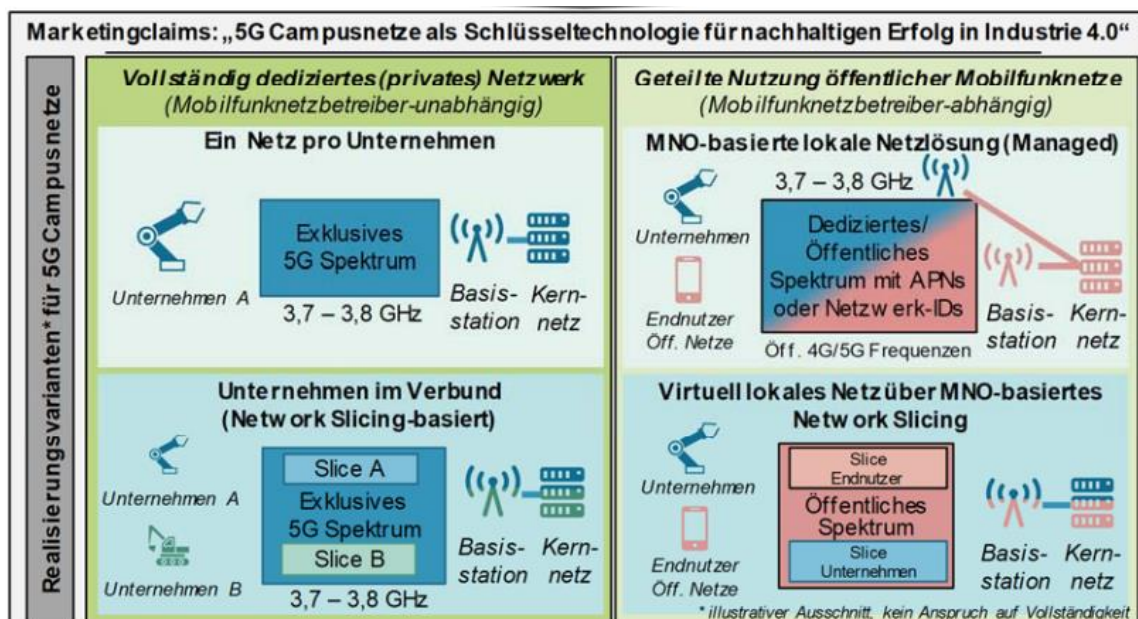 Marketingclaims: „5G Campusnetze als Schlüsseltechnologie für nachhaltigen Erfolg in Industrie 4.0“
Realisierungsvarianten* für 5G Campusnetze
Vollständig dediziertes (privates) Netzwerk
(Mobilfunknetzbetreiber-unabhängig)
Ein Netz pro Unternehmen
Exklusives
5G Spektrum
Unternehmen A
3,7 – 3,8 GHz
Basis-
station
Kern-
netz
Unternehmen im Verbund
(Network Slicing-basiert)
Unternehmen A
Unternehmen B
Slice A
Exklusives
5G Spektrum
Slice B
3,7 – 3,8 GHz
Basis-
station
Kern-
netz
Geteilte Nutzung öffentlicher Mobilfunknetze
(Mobilfunknetzbetreiber-abhängig)
MNO-basierte lokale Netzlösung (Managed)
3,7 – 3,8 GHz
Unternehmen
Endnutzer
Öff. Netze
Dediziertes/
Öffentliches
Spektrum mit APNs
oder Netzwerk-IDs
Öff. 4G/5G Frequenzen
Basis-
station
Kern-
netz
Virtuell lokales Netz über MNO-basiertes
Network Slicing
Unternehmen
Endnutzer
Öff. Netze
Slice
Endnutzer
Öffentliches
Spektrum
Slice
Unternehmen
Basis-
station
Kern-
netz
* illustrativer Ausschnitt, kein Anspruch auf Vollständigkeit